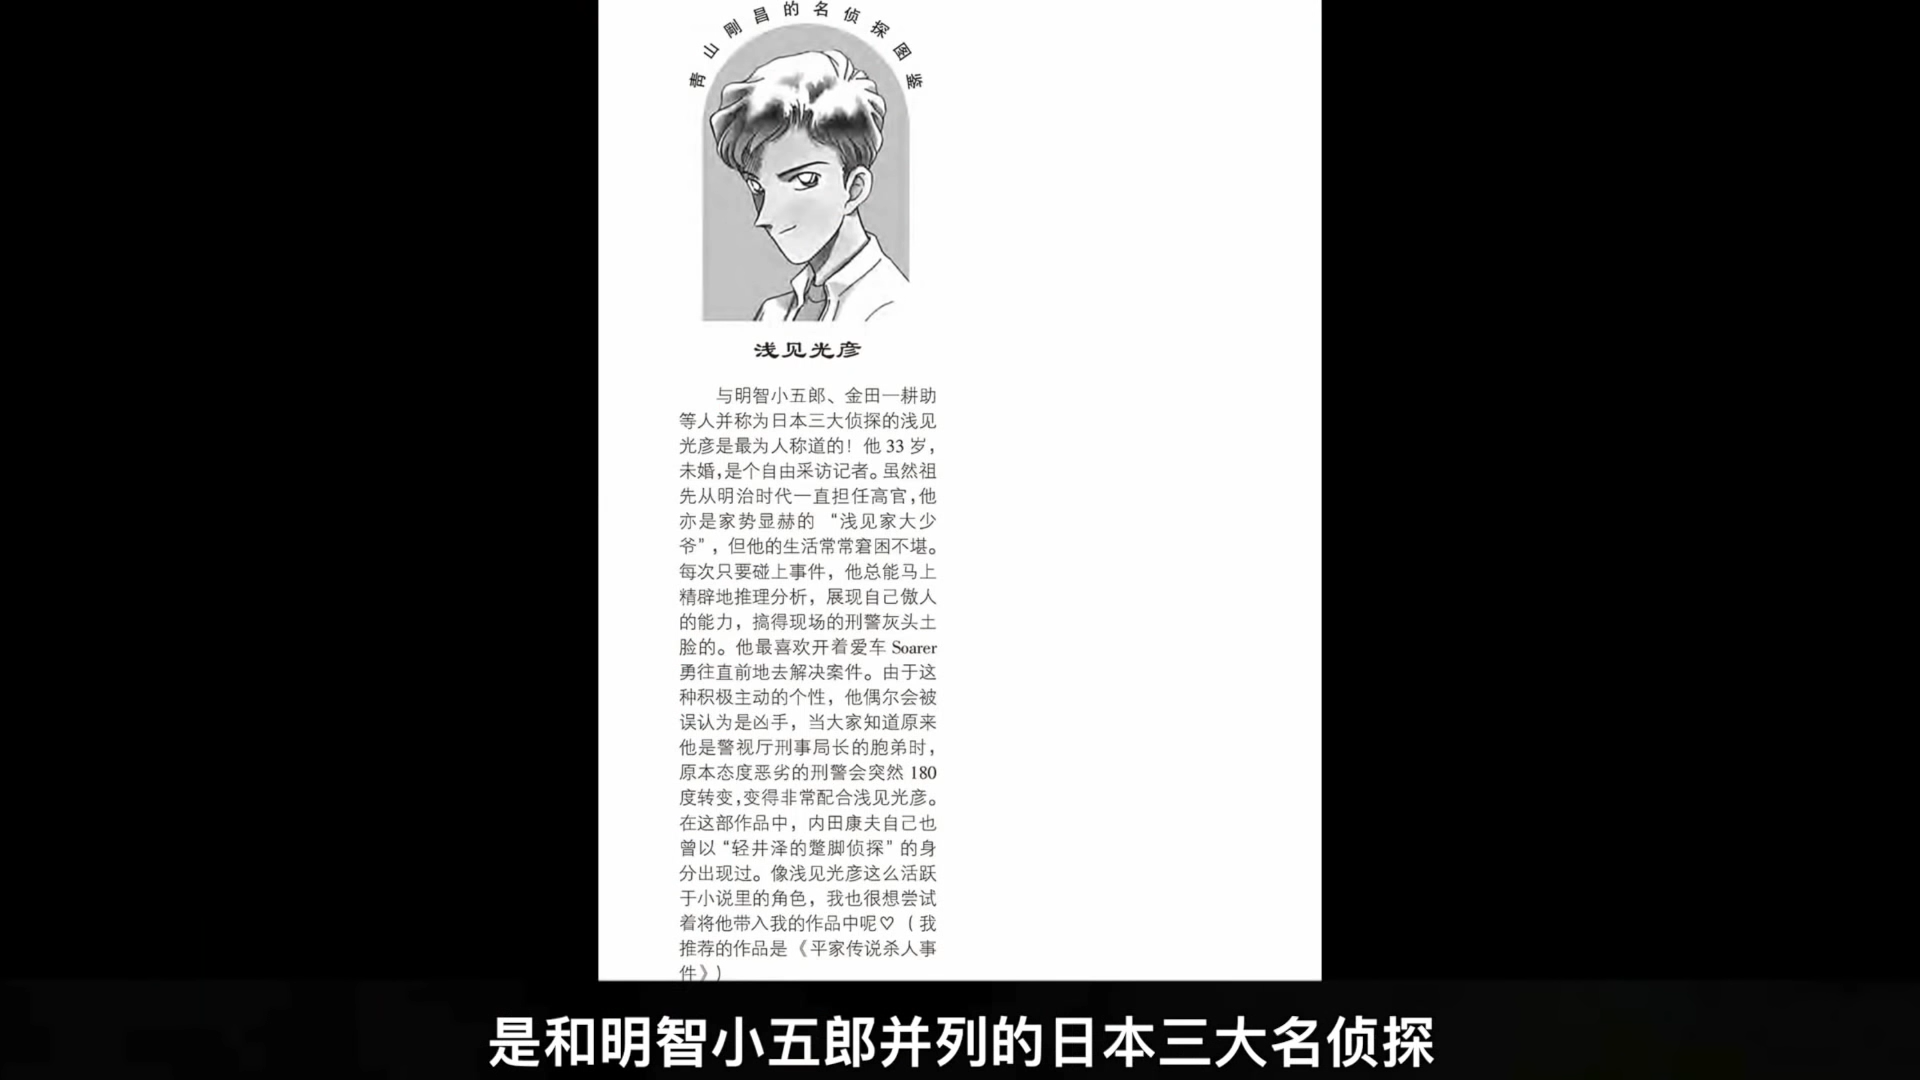 青山剛昌的名侦探图鉴
浅见光彦
与明智小五郎、金田一耕助
等人并称为日本三大侦探的浅见
光彦是最为人称道的！他 33 岁，
未婚，是个自由采访记者。虽然祖
先从明治时代一直担任高官，他
亦是家势显赫的 “浅见家大少
爷”，但他的生活常常窘困不堪。
每次只要碰上事件，他总能马上
精辟地推理分析，展现自己傲人
的能力，搞得现场的刑警灰头土
脸的。他最喜欢开着爱车 Soarer
勇往直前地去解决案件。由于这
种积极主动的个性，他偶尔会被
误认为是凶手，当大家知道原来
他是警视厅刑事局长的胞弟时，
原本态度恶劣的刑警会突然 180
度转变，变得非常配合浅见光彦。
在这部作品中，内田康夫自己也
曾以“轻井泽的蹩脚侦探”的身
分出现过。像浅见光彦这么活跃
于小说里的角色，我也很想尝试
着将他带入我的作品中呢♡（我
推荐的作品是《平家传说杀人事
件》）
是和明智小五郎并列的日本三大名侦探